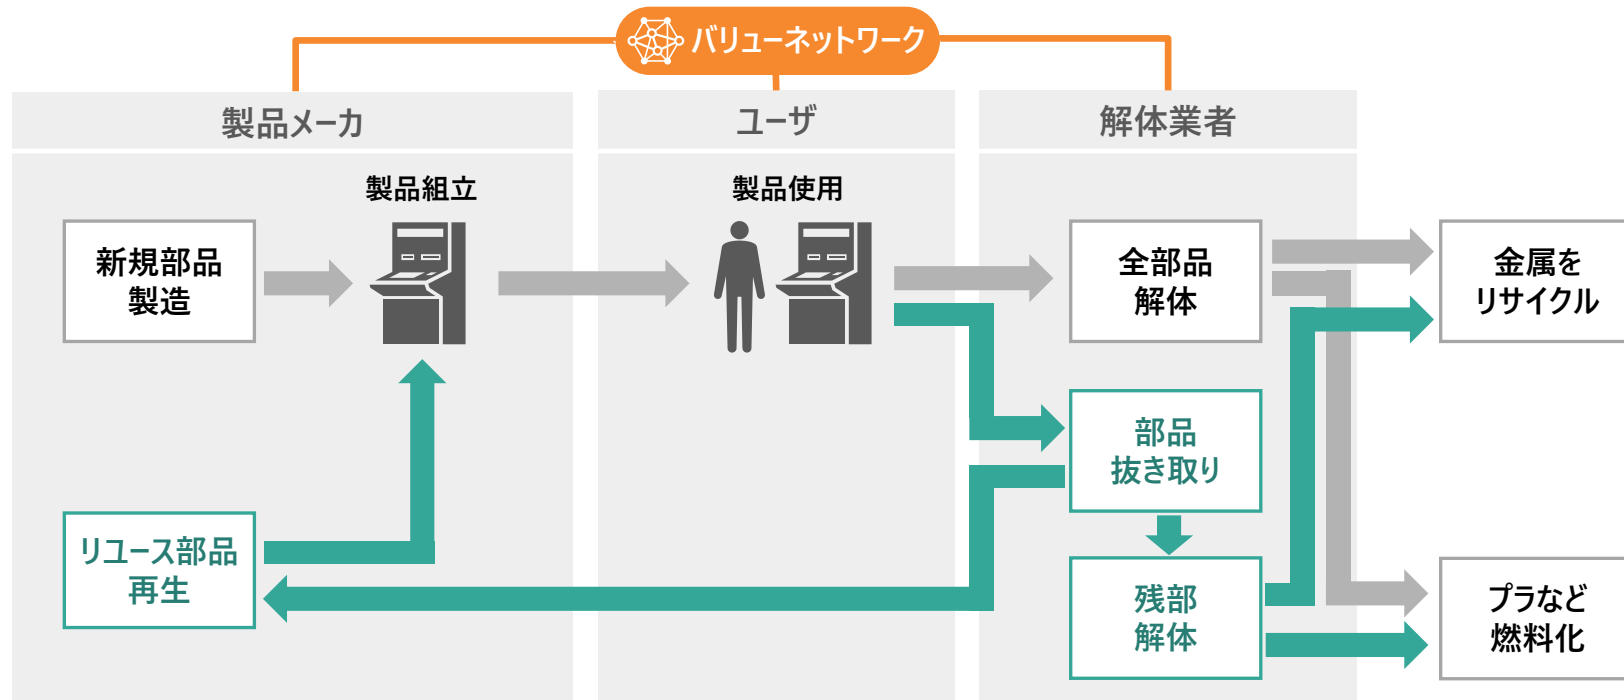 バリューネットワーク
製品メーカ
ユーザ
解体業者
製品組立
製品使用
新規部品
製造
全部品
解体
金属を
リサイクル
部品
抜き取り
リユース部品
再生
残部
解体
プラなど
燃料化